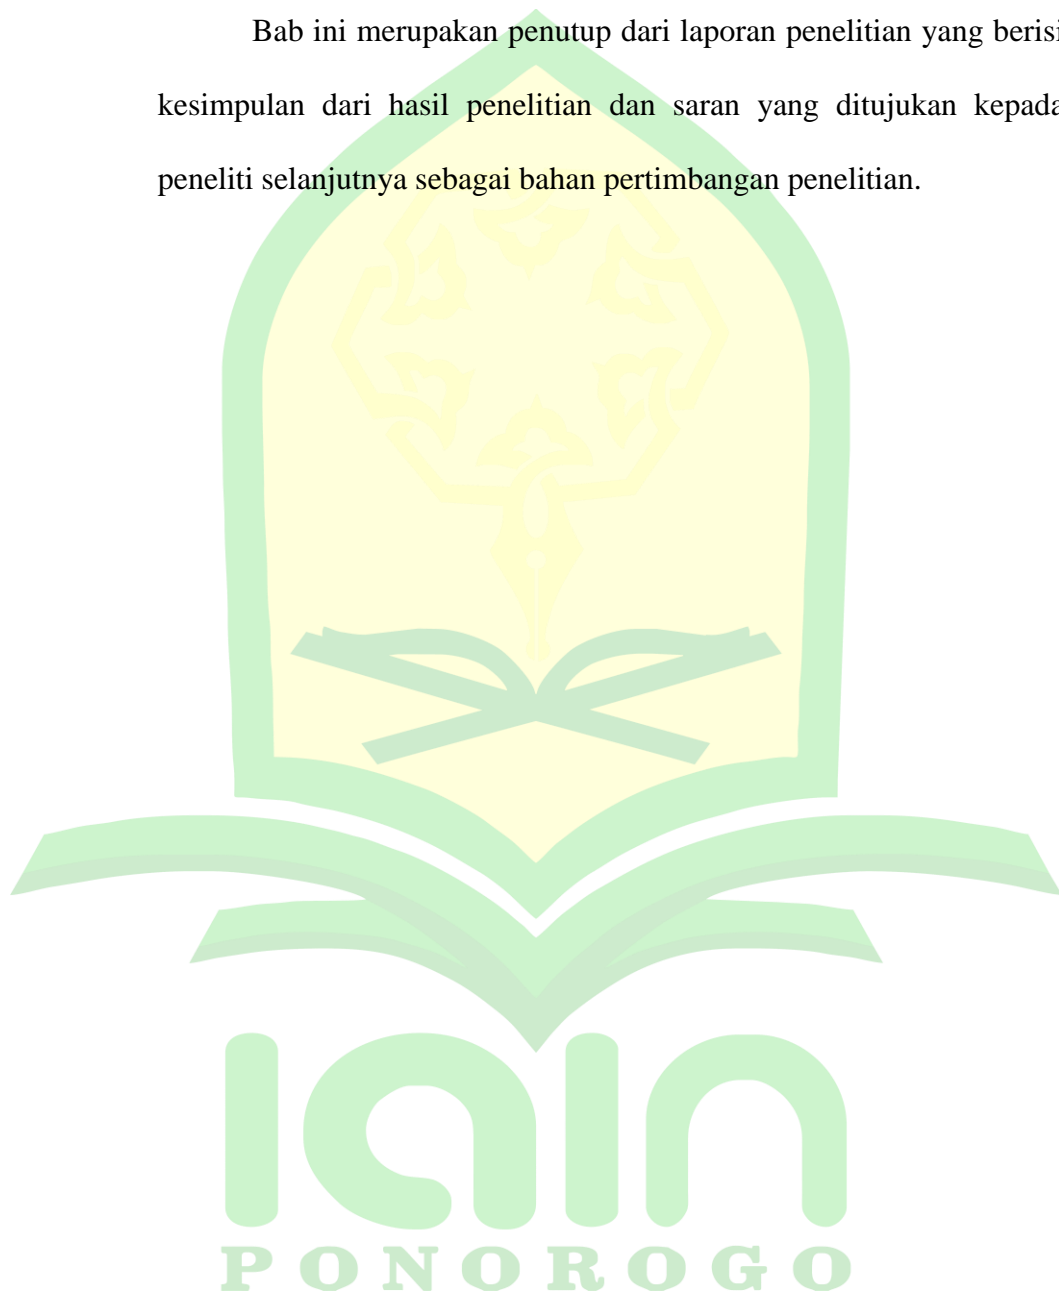 Bab ini merupakan penutup dari laporan penelitian yang berisi
kesimpulan dari hasil penelitian dan saran yang ditujukan kepada
peneliti selanjutnya sebagai bahan pertimbangan penelitian.
iain
PONOROGO